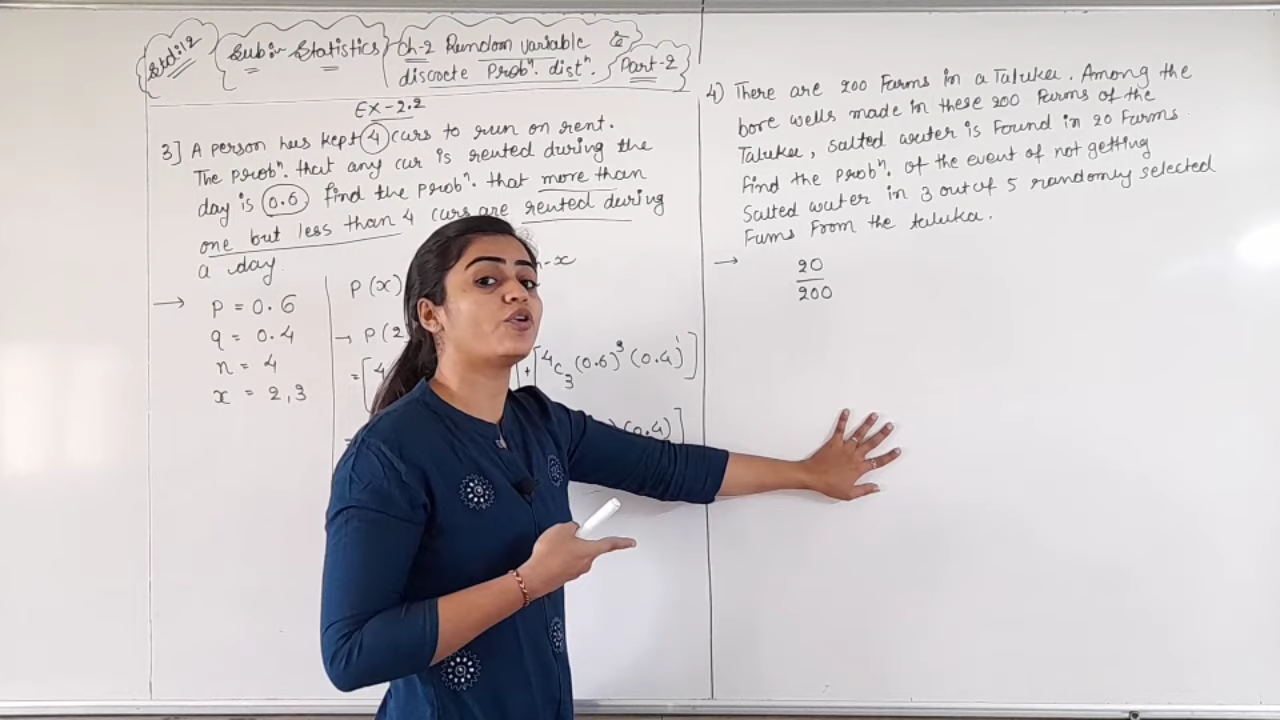 Std:12
Sub:- Statistics
Ch-2 Random variable &
discrete Probⁿ. distⁿ.
Part-2
EX-2.2
3] A person has kept 4 cars to run on rent.
The probⁿ. that any car is rented during the
day is 0.6 find the probⁿ. that more than
one but less than 4 cars are rented during
a day.
→ p = 0.6
q = 0.4
n = 4
x = 2,3
P(x)
n-x
→ P(2
=[4
+[⁴C₃(0.6)³(0.4)¹]
(0.4)]
4) There are 200 Farms in a Taluka. Among the
bore wells made in these 200 Farms of the
Taluka, salted water is Found in 20 Farms.
Find the probⁿ. of the event of not getting
Salted water in 3 out of 5 randomly selected
Fams From the taluka.
→ 20
200